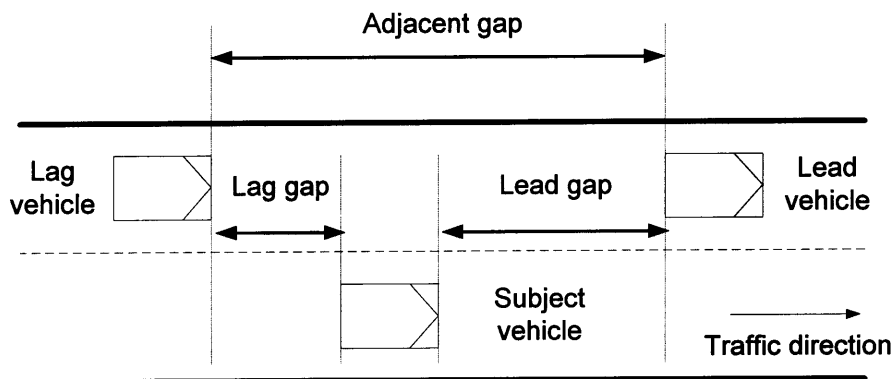 Adjacent gap
Lag
vehicle
Lag gap
Lead gap
Lead
vehicle
Subject
vehicle
Traffic direction